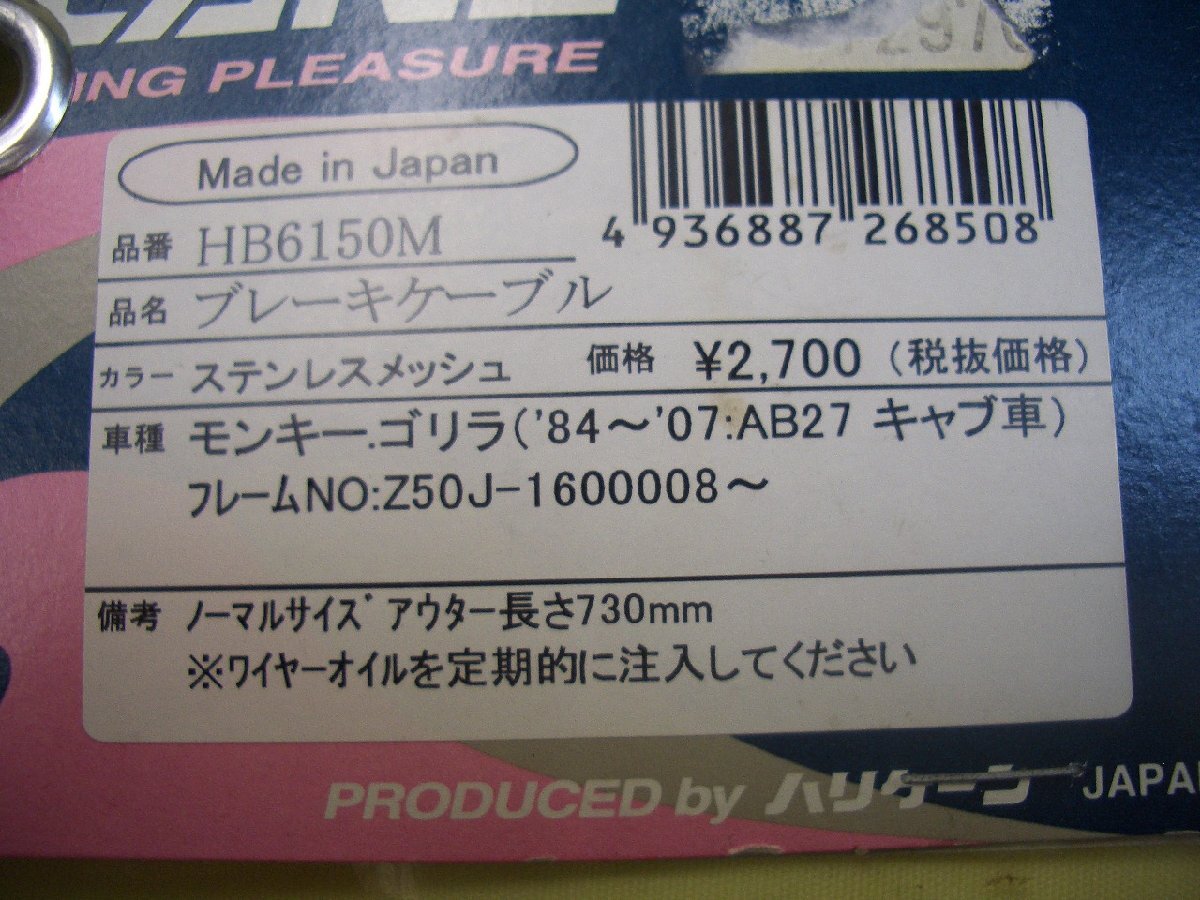 PLEASURE
Made in Japan
4 936887 268508
品番 HB6150M
品名 ブレーキケーブル
カラー ステンレスメッシュ 価格 ¥2,700 (税抜価格)
車種 モンキー.ゴリラ('84～'07:AB27 キャブ車)
フレームNO:Z50J-1600008～
備考 ノーマルサイズ アウター長さ730mm
※ワイヤーオイルを定期的に注入してください
PRODUCED by ハリケーン JAPAN